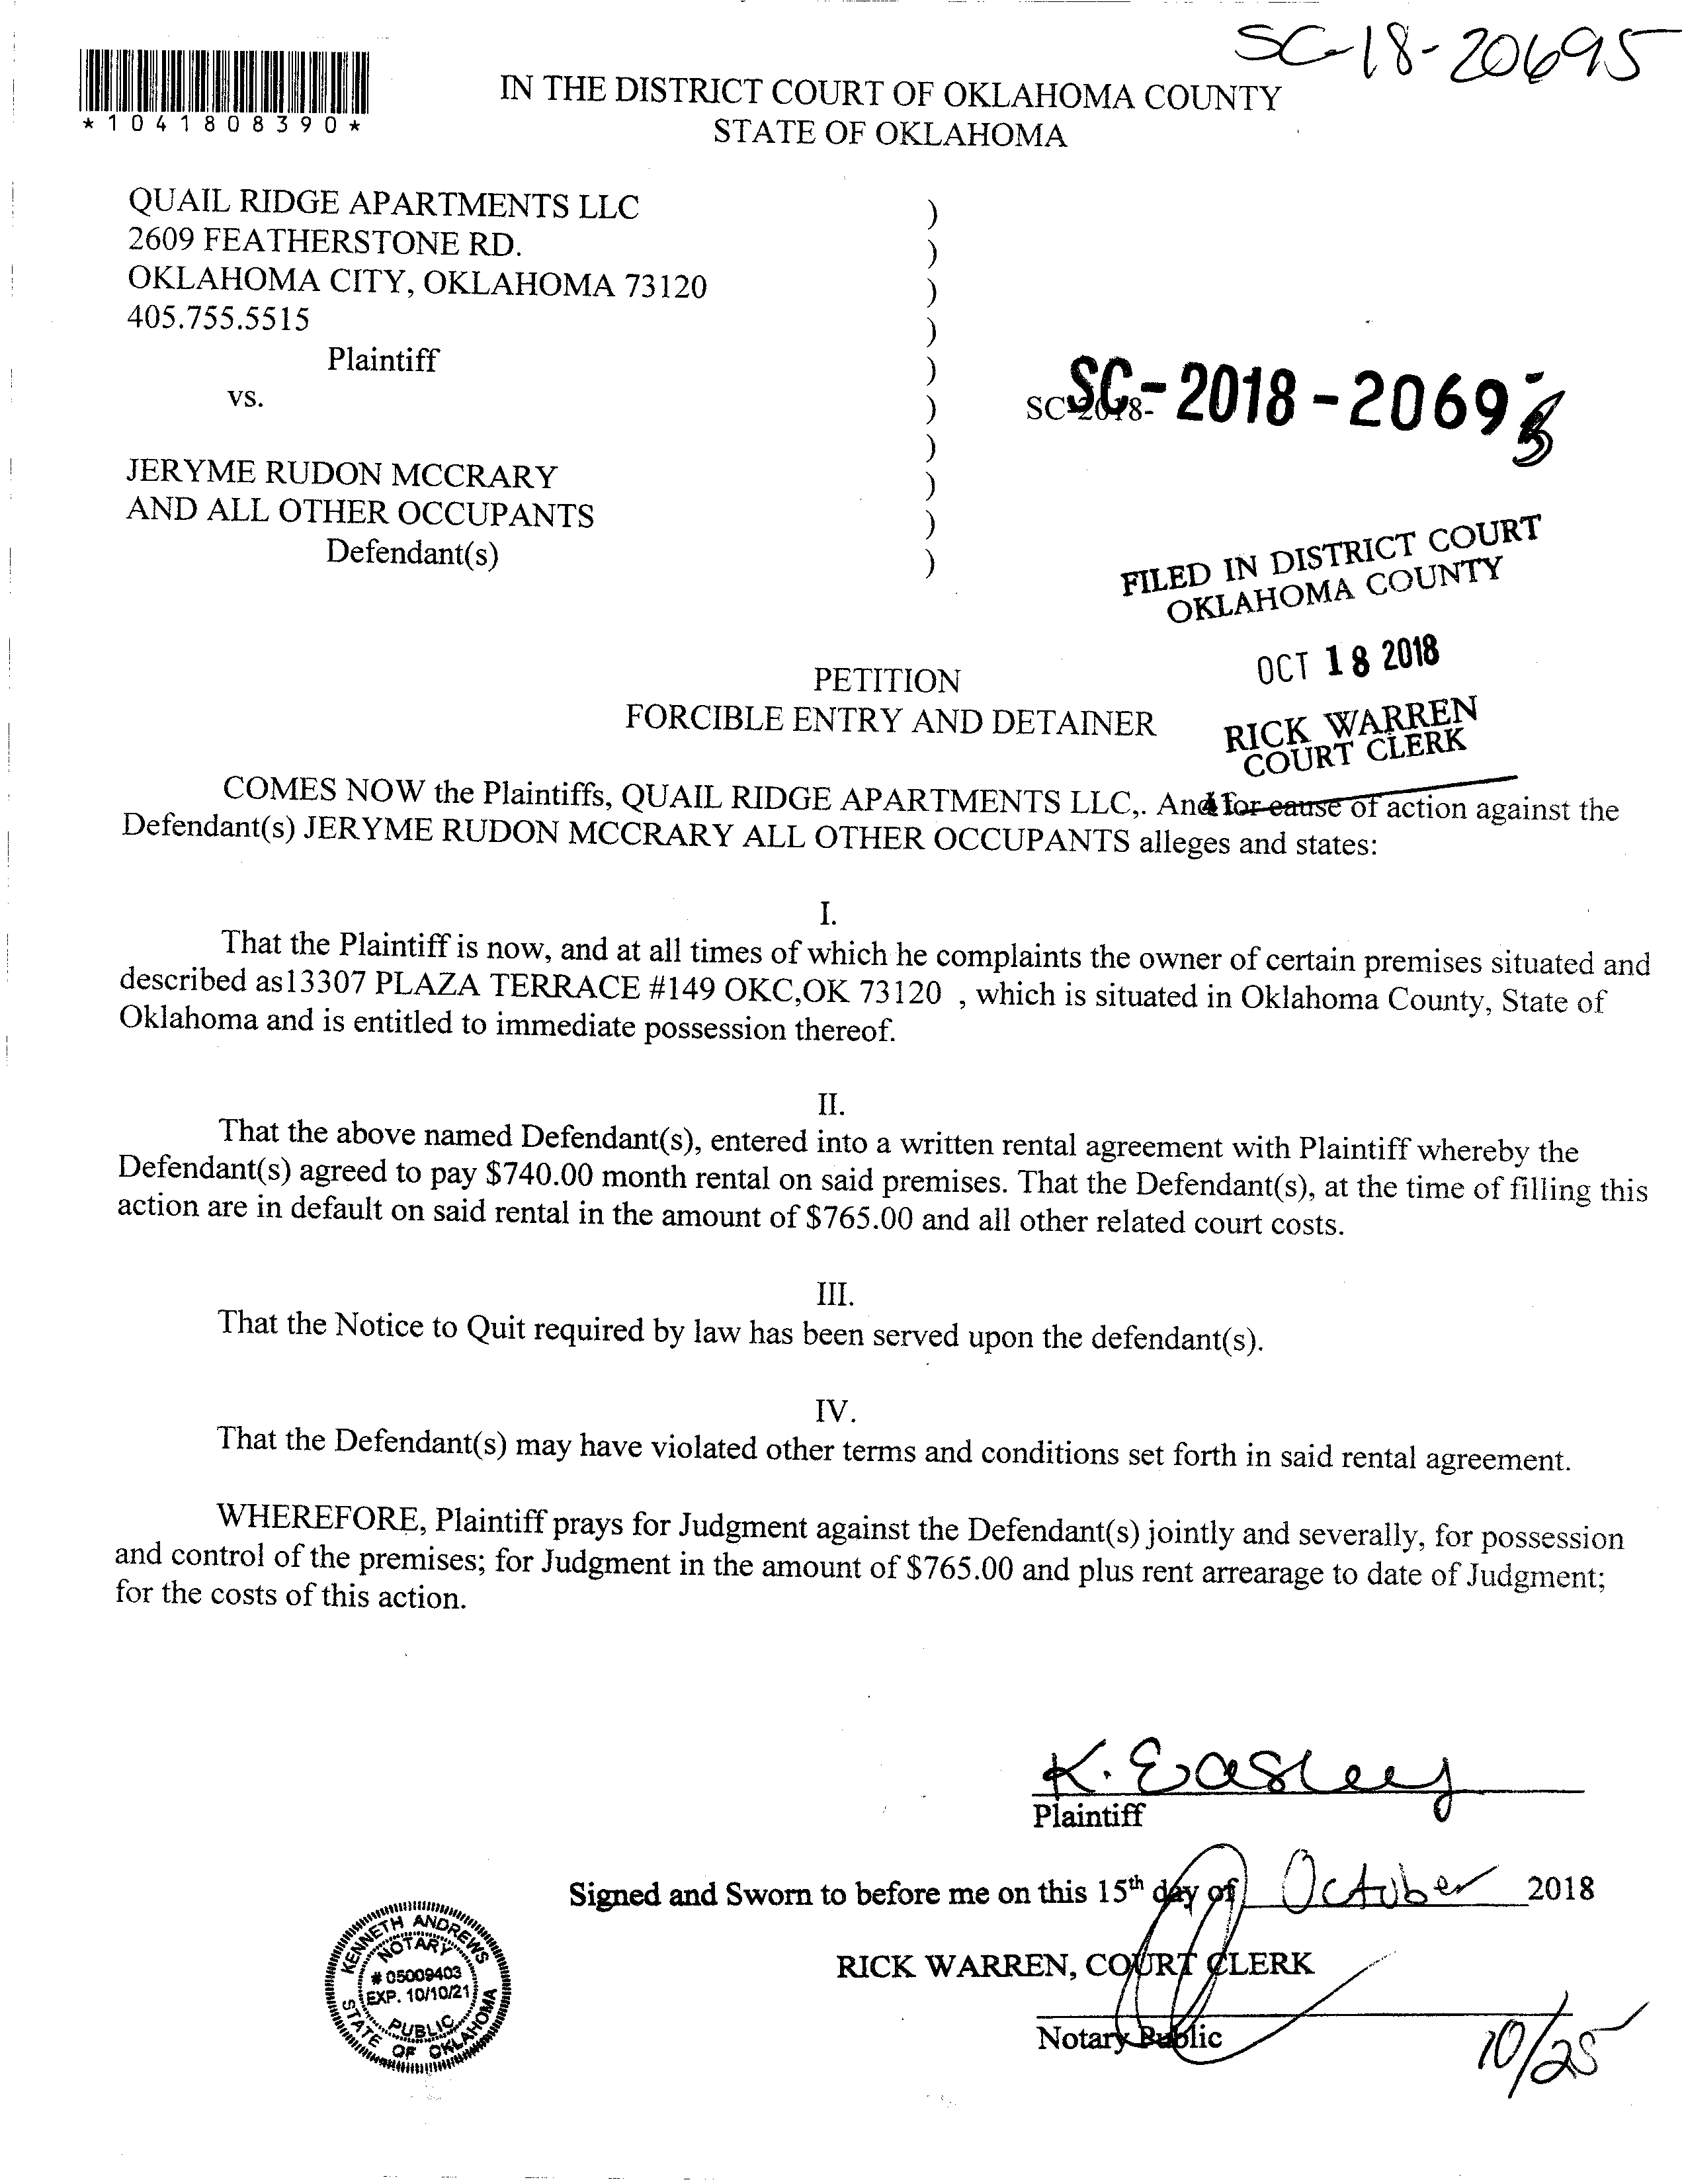 SC-18-20695
*1041808390*
IN THE DISTRICT COURT OF OKLAHOMA COUNTY
STATE OF OKLAHOMA
QUAIL RIDGE APARTMENTS LLC )
2609 FEATHERSTONE RD. )
OKLAHOMA CITY, OKLAHOMA 73120 )
405.755.5515 )
Plaintiff )
vs. )
SC-2018- SC-2018-20695
)
JERYME RUDON MCCRARY )
AND ALL OTHER OCCUPANTS )
Defendant(s) )
FILED IN DISTRICT COURT
OKLAHOMA COUNTY
OCT 18 2018
RICK WARREN
COURT CLERK
PETITION
FORCIBLE ENTRY AND DETAINER
COMES NOW the Plaintiffs, QUAIL RIDGE APARTMENTS LLC,. And for cause of action against the
Defendant(s) JERYME RUDON MCCRARY ALL OTHER OCCUPANTS alleges and states:
I.
That the Plaintiff is now, and at all times of which he complaints the owner of certain premises situated and
described as13307 PLAZA TERRACE #149 OKC,OK 73120 , which is situated in Oklahoma County, State of
Oklahoma and is entitled to immediate possession thereof.
II.
That the above named Defendant(s), entered into a written rental agreement with Plaintiff whereby the
Defendant(s) agreed to pay $740.00 month rental on said premises. That the Defendant(s), at the time of filling this
action are in default on said rental in the amount of $765.00 and all other related court costs.
III.
That the Notice to Quit required by law has been served upon the defendant(s).
IV.
That the Defendant(s) may have violated other terms and conditions set forth in said rental agreement.
WHEREFORE, Plaintiff prays for Judgment against the Defendant(s) jointly and severally, for possession
and control of the premises; for Judgment in the amount of $765.00 and plus rent arrearage to date of Judgment;
for the costs of this action.
K. Easley
Plaintiff
Signed and Sworn to before me on this 15th day of October 2018
RICK WARREN, COURT CLERK
Notary Public
10/25
KENNETH ANDREWS
NOTARY
# 05009403
EXP. 10/10/21
PUBLIC
STATE OF OKLAHOMA